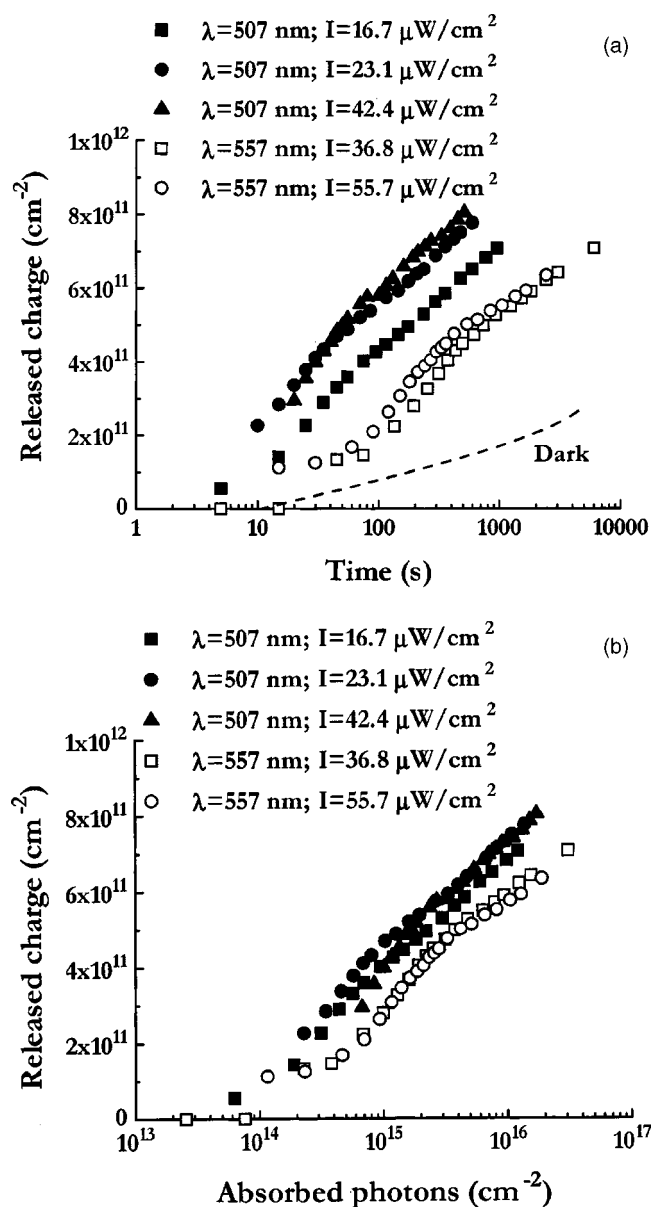 (a)
λ=507 nm; I=16.7 μW/cm²
λ=507 nm; I=23.1 μW/cm²
λ=507 nm; I=42.4 μW/cm²
λ=557 nm; I=36.8 μW/cm²
λ=557 nm; I=55.7 μW/cm²
Released charge (cm⁻²)
1x10¹²
8x10¹¹
6x10¹¹
4x10¹¹
2x10¹¹
0
Dark
1 10 100 1000 10000
Time (s)
(b)
λ=507 nm; I=16.7 μW/cm²
λ=507 nm; I=23.1 μW/cm²
λ=507 nm; I=42.4 μW/cm²
λ=557 nm; I=36.8 μW/cm²
λ=557 nm; I=55.7 μW/cm²
Released charge (cm⁻²)
1x10¹²
8x10¹¹
6x10¹¹
4x10¹¹
2x10¹¹
0
10¹³ 10¹⁴ 10¹⁵ 10¹⁶ 10¹⁷
Absorbed photons (cm⁻²)